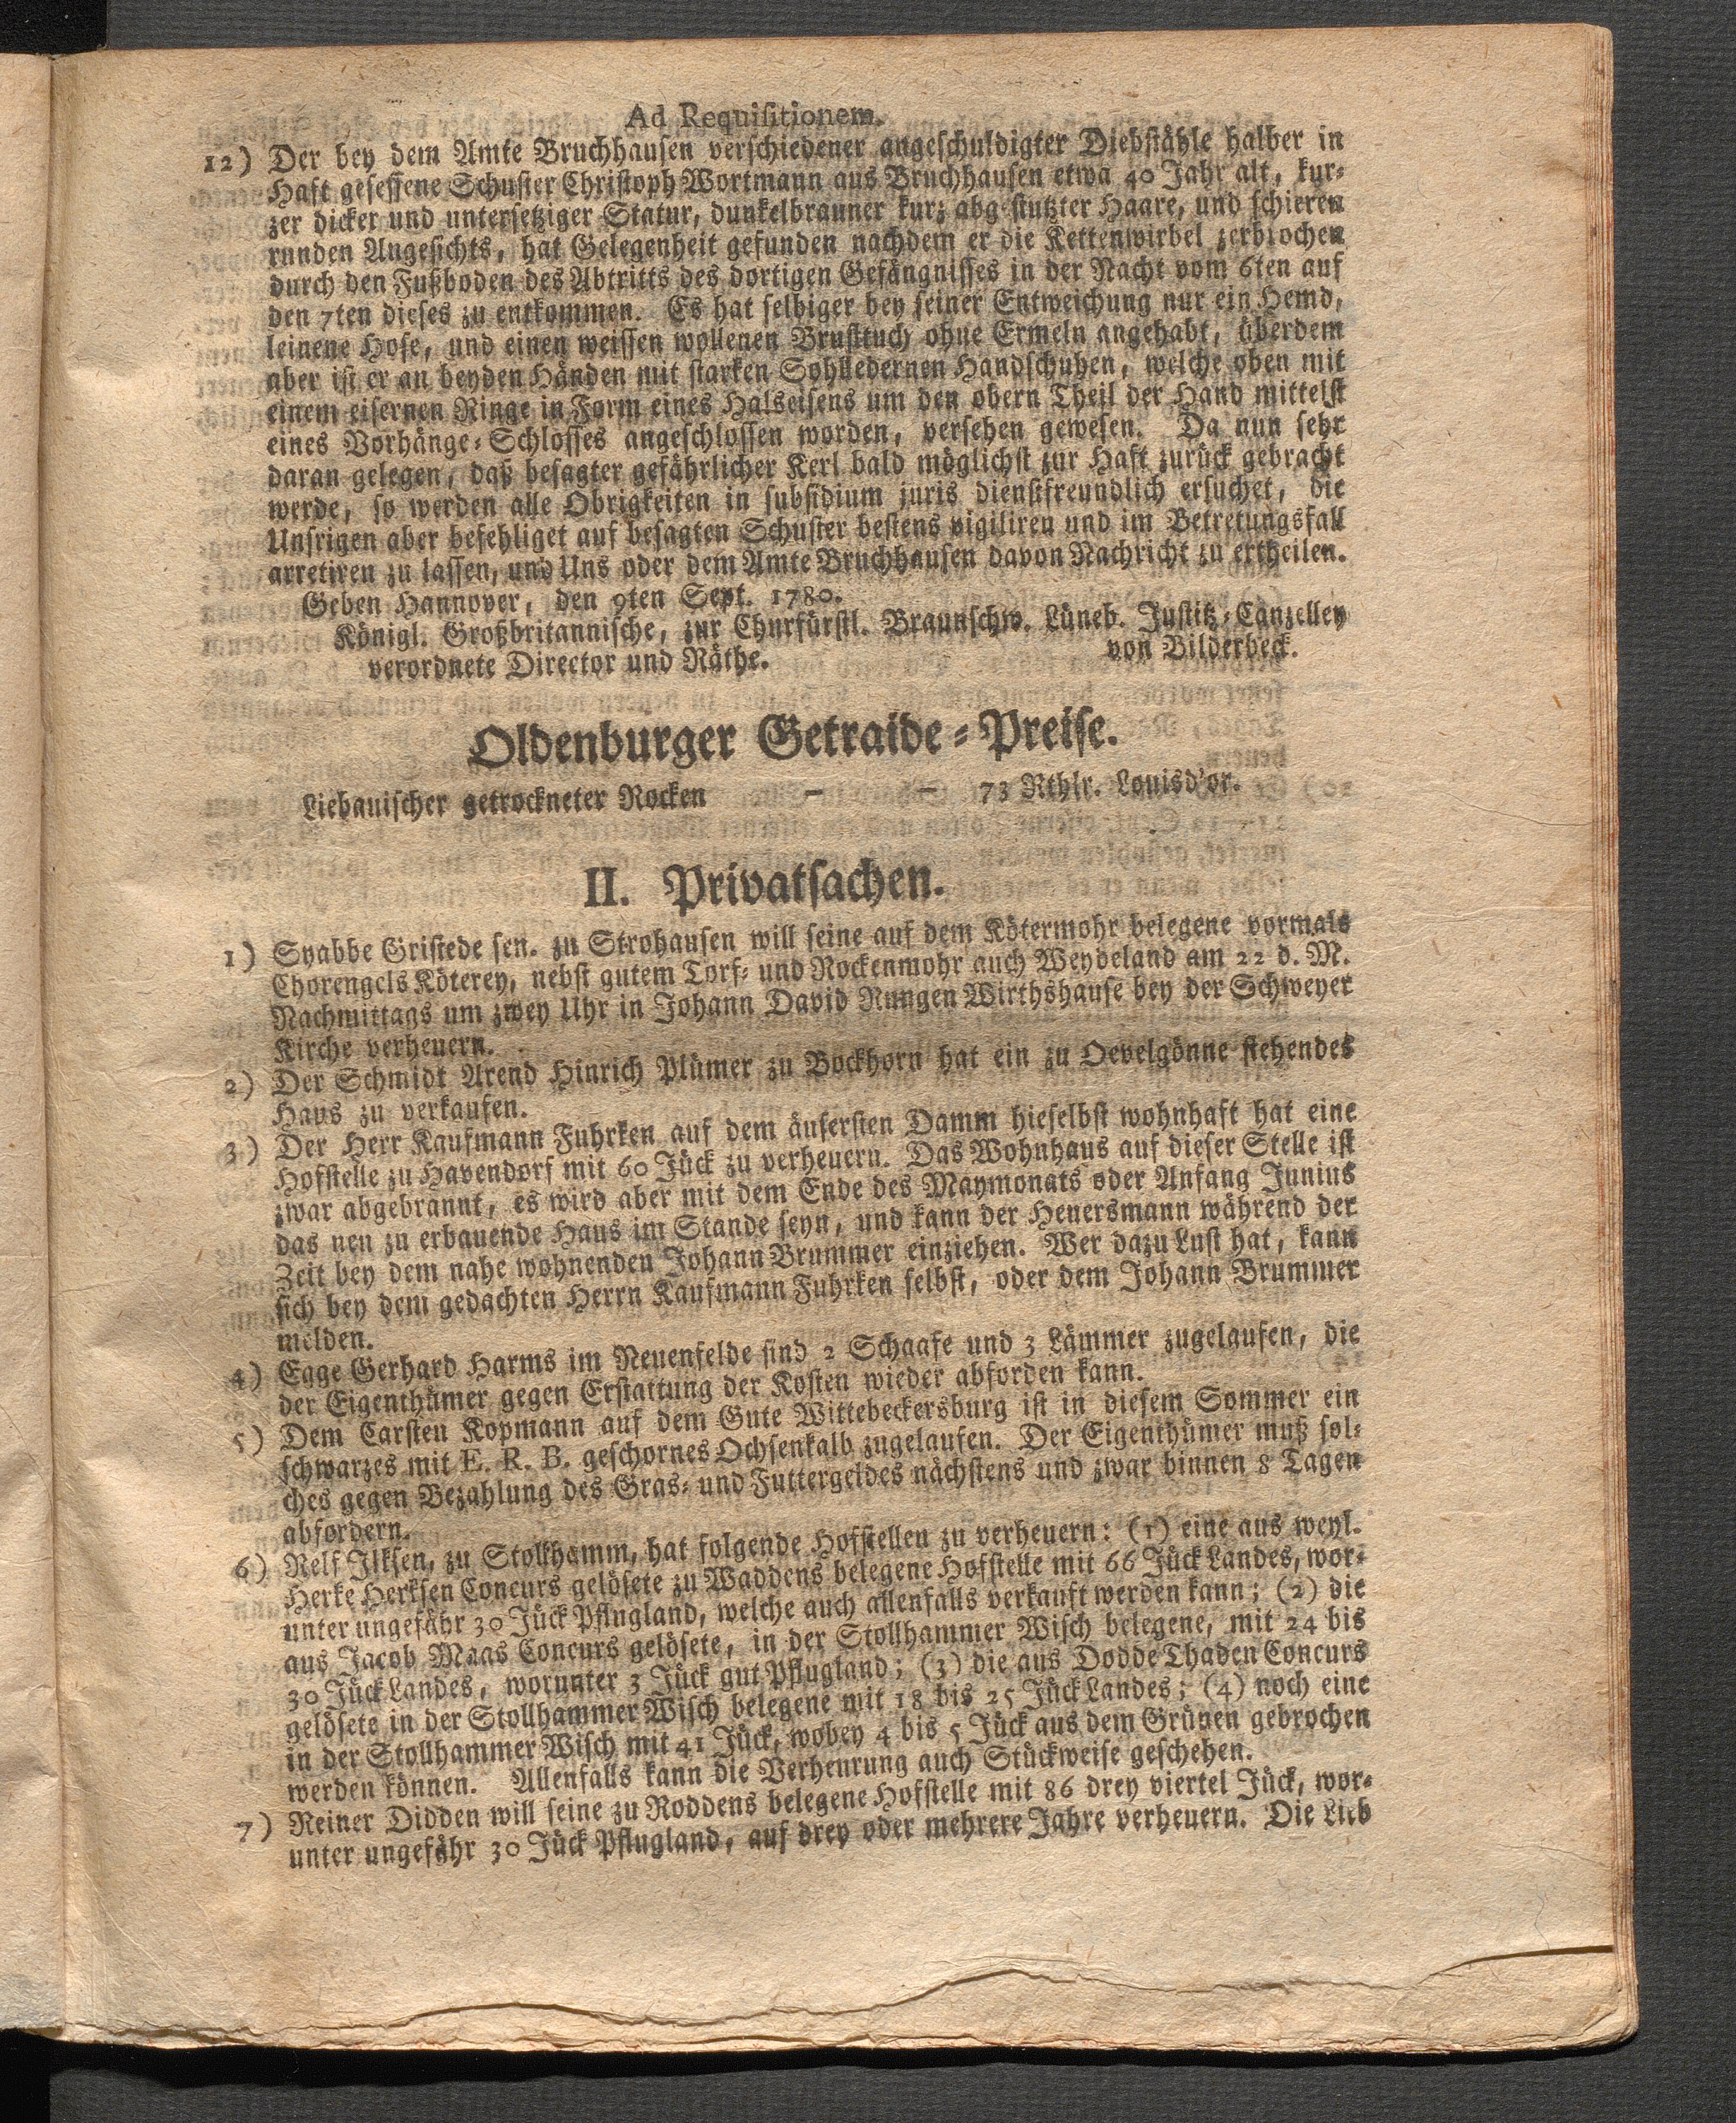 Ad Requisitionem.
12) Der bey dem Amte Bruchhausen verschiedener angeschuldigter Diebstähle halber in
Haft gesessene Schuster Christoph Wortmann aus Bruchhausen etwa 40 Jahr alt, kur-
zer dicker und untersetziger Statur, dunkelbrauner kurz abgestutzter Haare, und schieren
runden Angesichts, hat Gelegenheit gefunden nachdem er die Kettenwirbel zerbrochen
durch den Fußboden des Abtritts des dortigen Gefängnisses in der Nacht vom 6ten auf
den 7ten dieses zu entkommen. Es hat selbiger bey seiner Entweichung nur ein Hemd,
leinene Hose, und einen weissen wollenen Brusttuch ohne Ermeln angehabt, überdem
aber ist er an beyden Händen mit starken Sohlledernen Handschuhen, welche oben mit
einem eisernen Ringe in Form eines Halseisens um den obern Theil der Hand mittelst
eines Vorhänge-Schlosses angeschlossen worden, versehen gewesen. Da nun sehr
daran gelegen, daß besagter gefährlicher Kerl bald möglichst zur Haft zurück gebracht
werde, so werden alle Obrigkeiten in subsidium juris dienstfreundlich ersuchet, die
Unsrigen aber befehliget auf besagten Schuster bestens vigiliren und im Betretungsfall
arretiren zu lassen, und Uns oder dem Amte Bruchhausen davon Nachricht zu ertheilen.
Geben Hannover, den 9ten Sept. 1780.
Königl. Großbritannische, zur Churfürstl. Braunschw. Lüneb. Justitz-Canzelley
verordnete Director und Räthe. von Bilderbeck.
Oldenburger Getraide-Preise.
Liebauischer getrockneter Rocken – – 73 Rthlr. Louisd'or.
II. Privatsachen.
1) Syabbe Gristede sen. zu Strohausen will seine auf dem Kötermohr belegene vormals
Chorengels Köterey, nebst gutem Torf- und Rockenmohr auch Weydeland am 22 d. M.
Nachmittags um zwey Uhr in Johann David Rungen Wirthshause bey der Schweyer
Kirche verheuern.
2) Der Schmidt Arend Hinrich Plümer zu Bockhorn hat ein zu Oevelgönne stehendes
Haus zu verkaufen.
3) Der Herr Kaufmann Fuhrken auf dem äusersten Damm hieselbst wohnhaft hat eine
Hofstelle zu Havendorf mit 60 Jück zu verheuern. Das Wohnhaus auf dieser Stelle ist
zwar abgebrannt, es wird aber mit dem Ende des Maymonats oder Anfang Junius
das neu zu erbauende Haus im Stande seyn, und kann der Heuersmann während der
Zeit bey dem nahe wohnenden Johann Brummer einziehen. Wer dazu Lust hat, kann
sich bey dem gedachten Herrn Kaufmann Fuhrken selbst, oder dem Johann Brummer
melden.
4) Egge Gerhard Harms im Neuenfelde sind 2 Schaafe und 3 Lämmer zugelaufen, die
der Eigenthümer gegen Erstattung der Kosten wieder abforden kann.
5) Dem Carsten Kopmann auf dem Gute Wittebeckersburg ist in diesem Sommer ein
schwarzes mit E. R. B. geschornes Ochsenkalb zugelaufen. Der Eigenthümer muß sol-
ches gegen Bezahlung des Gras- und Futtergeldes nächstens und zwar binnen 8 Tagen
abfordern.
6) Relf Ilksen, zu Stollhamm, hat folgende Hofstellen zu verheuern: (1) eine aus weyl.
Herke Herksen Concurs gelösete zu Waddens belegene Hofstelle mit 66 Jück Landes, wor-
unter ungefähr 30 Jück Pflugland, welche auch allenfalls verkauft werden kann; (2) die
aus Jacob Maas Concurs gelösete, in der Stollhammer Wisch belegene, mit 24 bis
30 Jück Landes, worunter 3 Jück gut Pflugland; (3) die aus Dodde Thaden Concurs
gelösete in der Stollhammer Wisch belegene mit 18 bis 25 Jück Landes; (4) noch eine
in der Stollhammer Wisch mit 41 Jück, wobey 4 bis 5 Jück aus dem Grünen gebrochen
werden können. Allenfalls kann die Verheurung auch Stückweise geschehen.
7) Reiner Didden will seine zu Roddens belegene Hofstelle mit 86 drey viertel Jück, wor-
unter ungefähr 30 Jück Pflugland, auf drey oder mehrere Jahre verheuern. Die Lieb